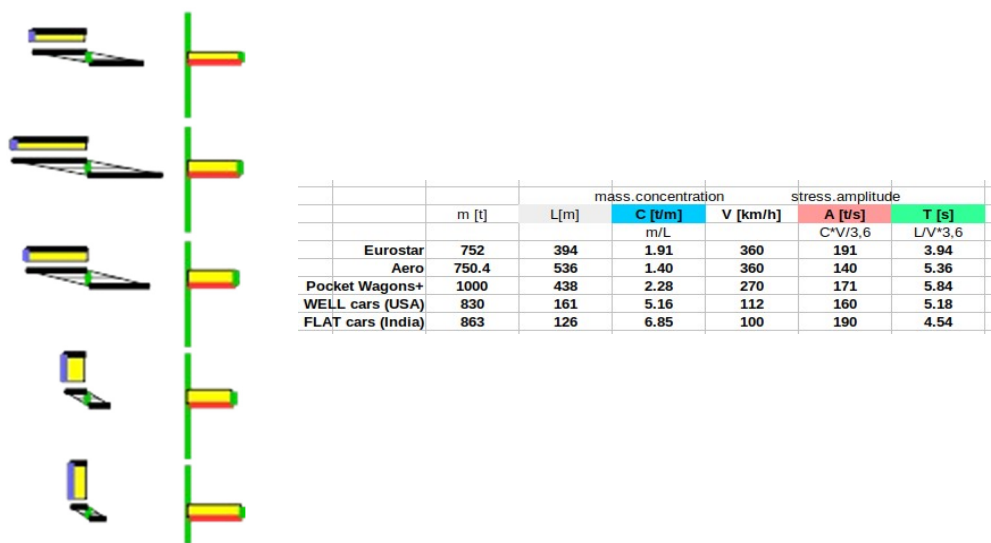 mass.concentration stress.amplitude
m [t] L[m] C [t/m] V [km/h] A [t/s] T [s]
m/L C*V/3,6 L/V*3,6
Eurostar 752 394 1.91 360 191 3.94
Aero 750.4 536 1.40 360 140 5.36
Pocket Wagons+ 1000 438 2.28 270 171 5.84
WELL cars (USA) 830 161 5.16 112 160 5.18
FLAT cars (India) 863 126 6.85 100 190 4.54